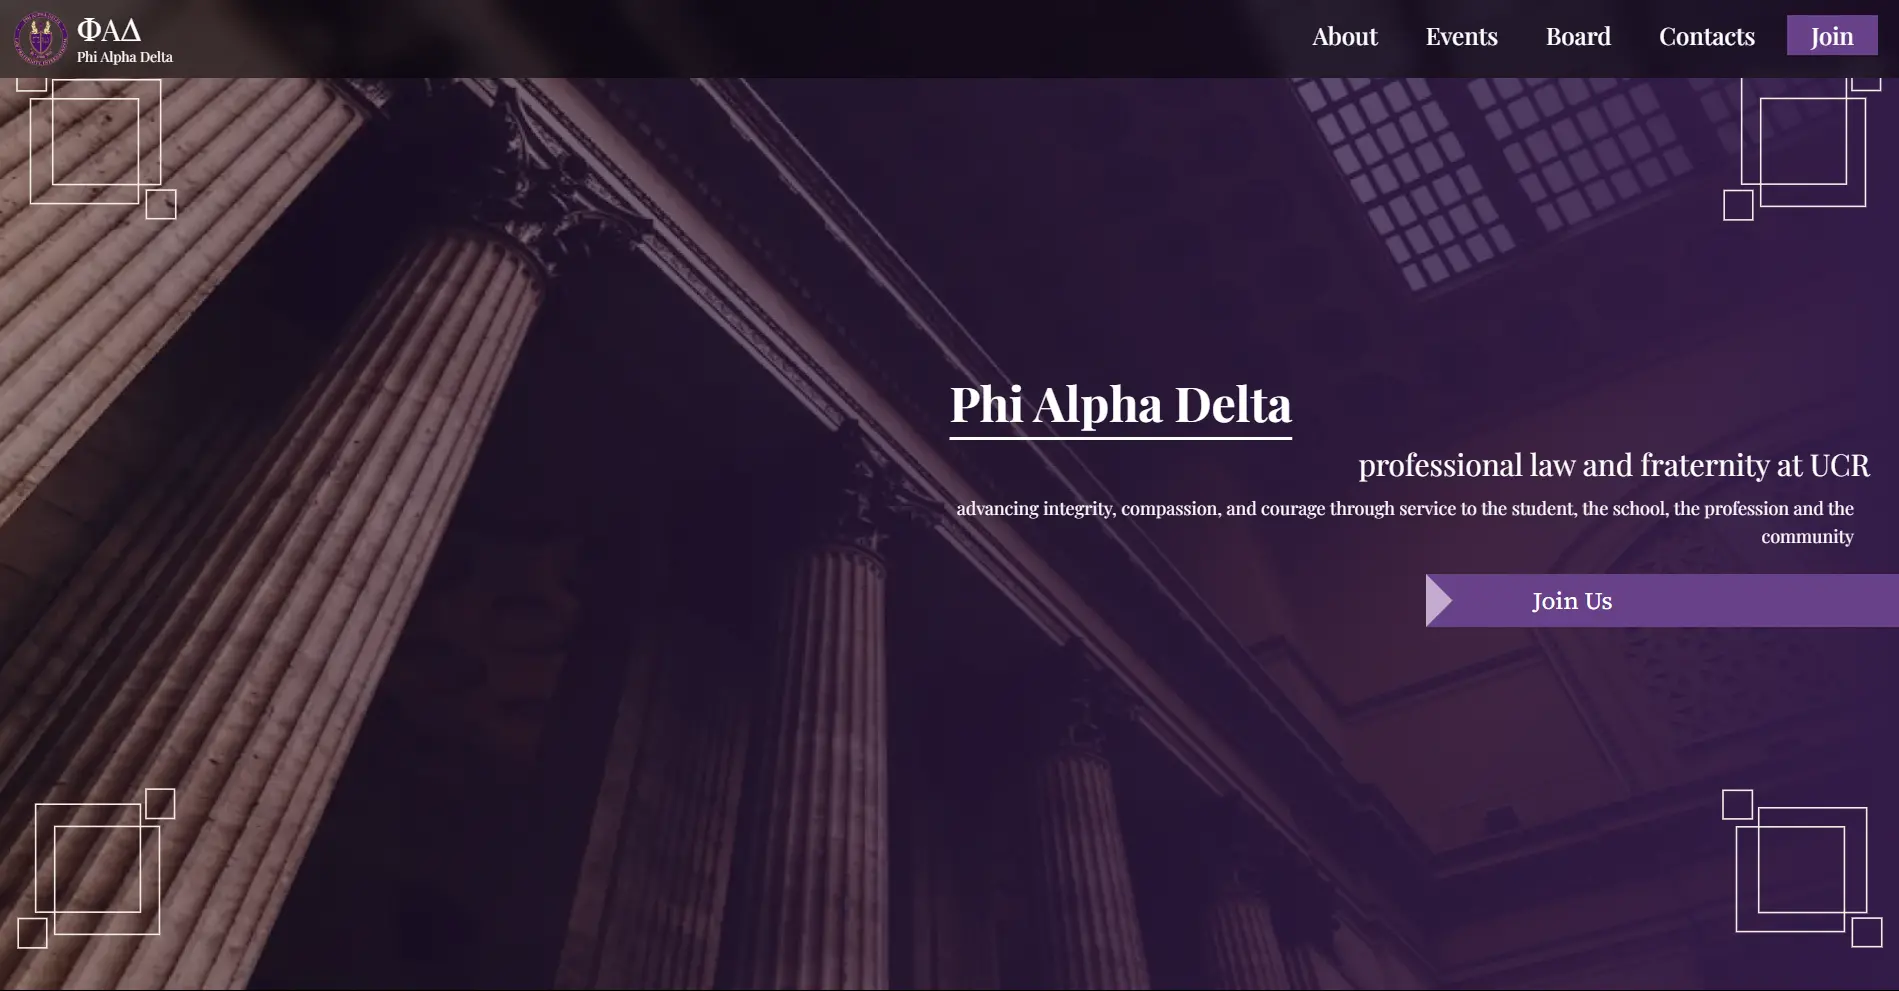 ΦΑΔ
Phi Alpha Delta
About
Events
Board
Contacts
Join
Phi Alpha Delta
professional law and fraternity at UCR
advancing integrity, compassion, and courage through service to the student, the school, the profession and the
community
Join Us